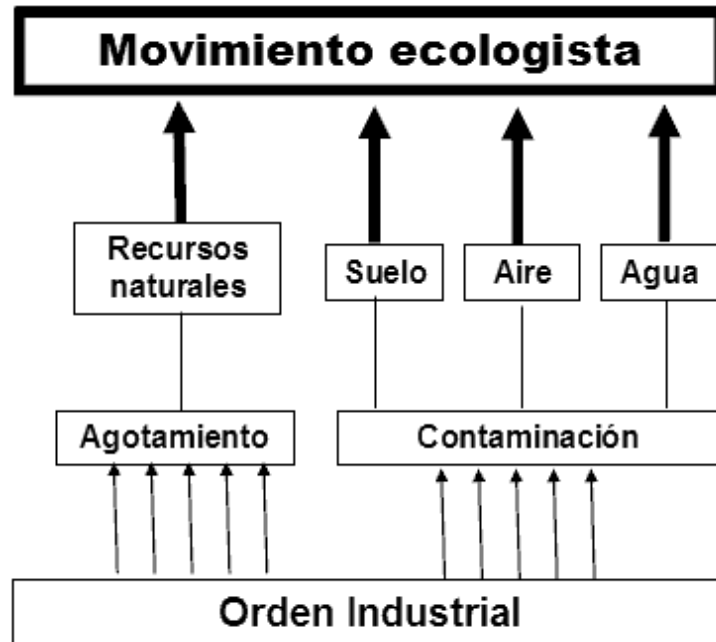 Movimiento ecologista
Recursos
naturales
Suelo
Aire
Agua
Agotamiento
Contaminación
Orden Industrial